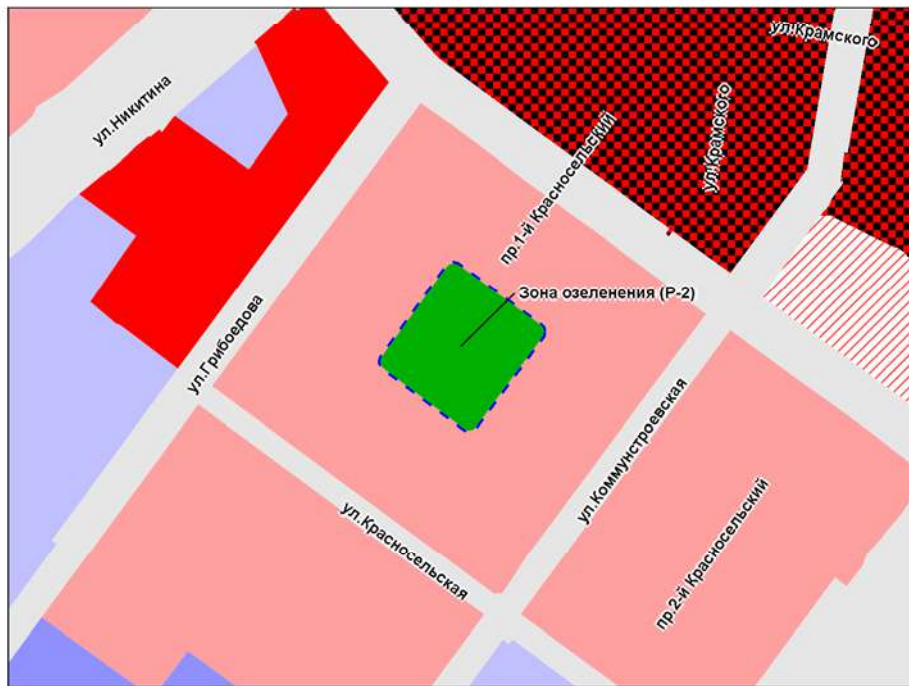 ул.Крамского
ул.Никитина
ул.Крамского
пр.1-й Красносельский
Зона озеленения (Р-2)
ул.Грибоедова
ул.Коммунстроевская
ул.Красносельская
пр.2-й Красносельский